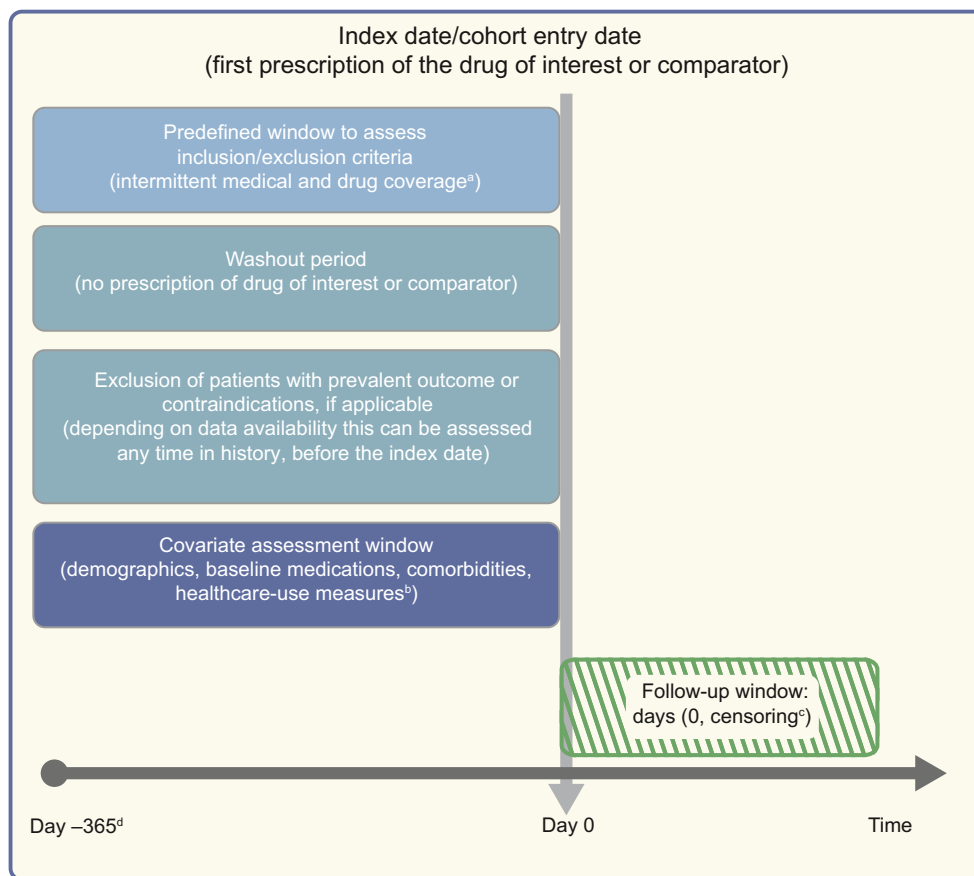 Index date/cohort entry date
(first prescription of the drug of interest or comparator)
Predefined window to assess
inclusion/exclusion criteria
(intermittent medical and drug coverageᵃ)
Washout period
(no prescription of drug of interest or comparator)
Exclusion of patients with prevalent outcome or
contraindications, if applicable
(depending on data availability this can be assessed
any time in history, before the index date)
Covariate assessment window
(demographics, baseline medications, comorbidities,
healthcare-use measuresᵇ)
Follow-up window:
days (0, censoringᶜ)
Day –365ᵈ
Day 0
Time